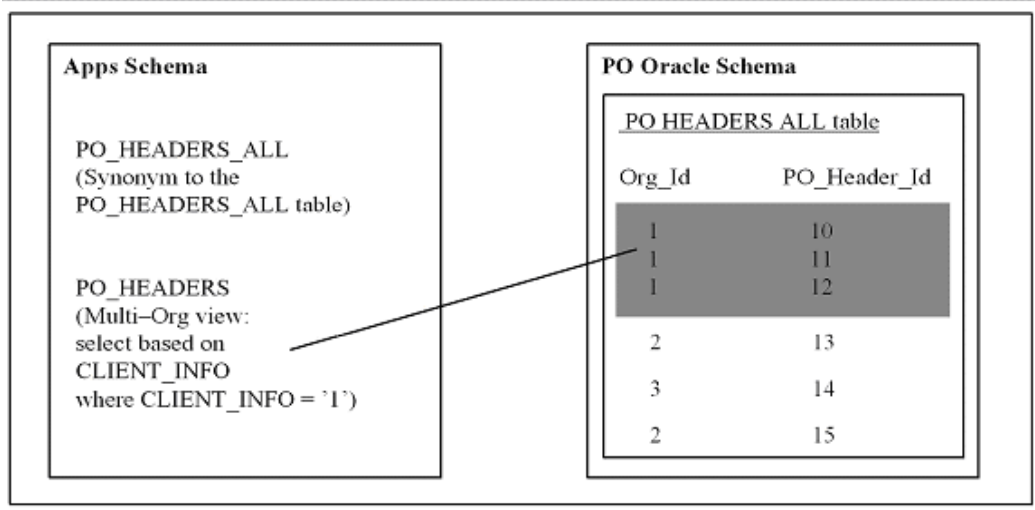 Apps Schema
PO_HEADERS_ALL
(Synonym to the
PO_HEADERS_ALL table)
PO_HEADERS
(Multi–Org view:
select based on
CLIENT_INFO
where CLIENT_INFO = ’1’)
PO Oracle Schema
PO HEADERS ALL table
Org_Id PO_Header_Id
1 10
1 11
1 12
2 13
3 14
2 15